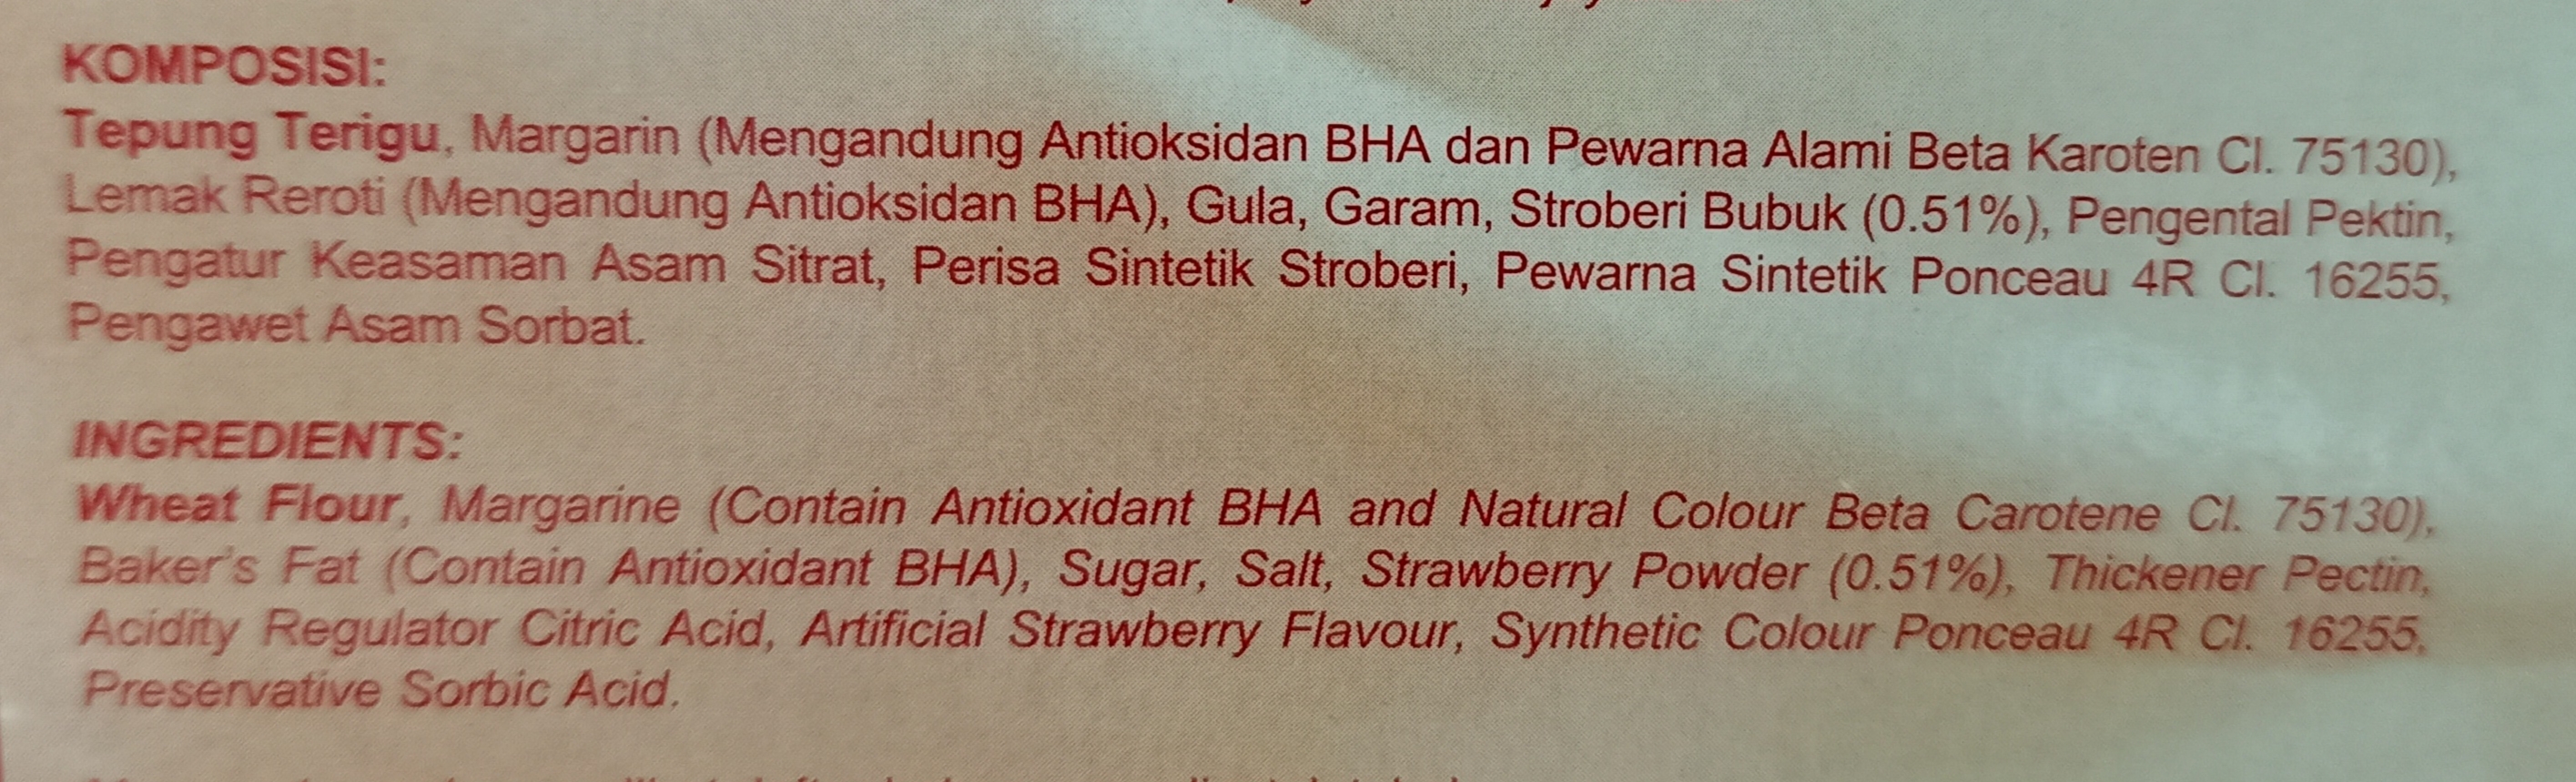 KOMPOSISI:
Tepung Terigu, Margarin (Mengandung Antioksidan BHA dan Pewarna Alami Beta Karoten CI. 75130),
Lemak Reroti (Mengandung Antioksidan BHA), Gula, Garam, Stroberi Bubuk (0.51%), Pengental Pektin,
Pengatur Keasaman Asam Sitrat, Perisa Sintetik Stroberi, Pewarna Sintetik Ponceau 4R CI. 16255,
Pengawet Asam Sorbat.
INGREDIENTS:
Wheat Flour, Margarine (Contain Antioxidant BHA and Natural Colour Beta Carotene CI. 75130),
Baker's Fat (Contain Antioxidant BHA), Sugar, Salt, Strawberry Powder (0.51%), Thickener Pectin,
Acidity Regulator Citric Acid, Artificial Strawberry Flavour, Synthetic Colour Ponceau 4R CI. 16255,
Preservative Sorbic Acid.